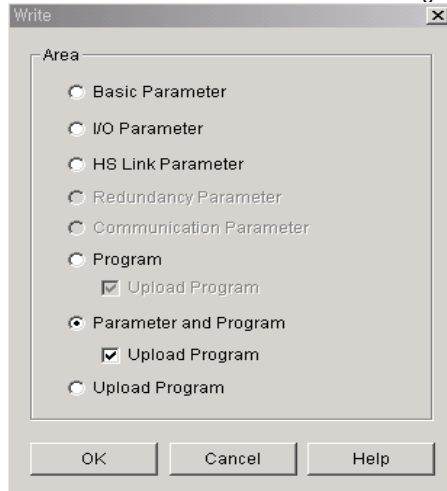 Write
Area
Basic Parameter
I/O Parameter
HS Link Parameter
Redundancy Parameter
Communication Parameter
Program
Upload Program
Parameter and Program
Upload Program
Upload Program
OK Cancel Help